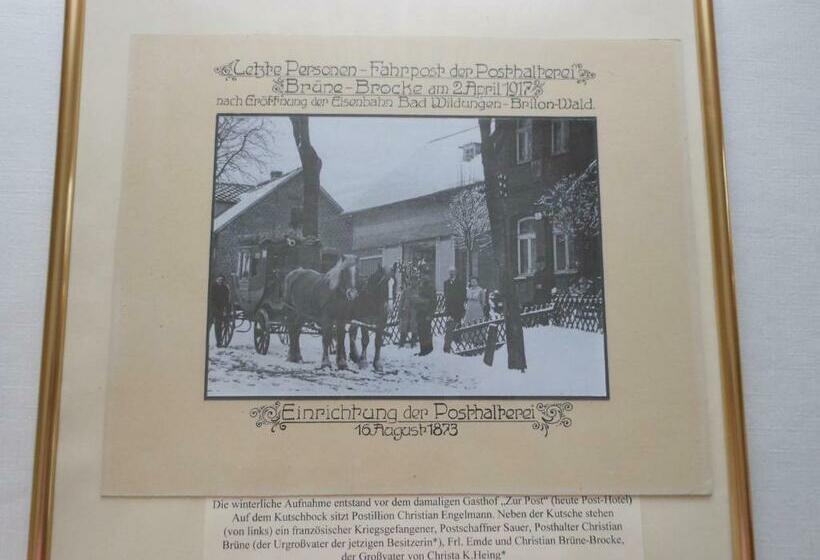 Letzte Personen-Fahrpost der Posthalterei
Brüne-Brocke am 2. April 1917
nach Eröffnung der Eisenbahn Bad Wildungen-Brilon-Wald.
Einrichtung der Posthalterei
16. August 1873
Die winterliche Aufnahme entstand vor dem damaligen Gasthof „Zur Post“ (heute Post-Hotel)
Auf dem Kutschbock sitzt Postillion Christian Engelmann. Neben der Kutsche stehen
(von links) ein französischer Kriegsgefangener, Postschaffner Sauer, Posthalter Christian
Brüne (der Urgroßvater der jetzigen Besitzerin*), Frl. Emde und Christian Brüne-Brocke,
der Großvater von Christa K.Heing*